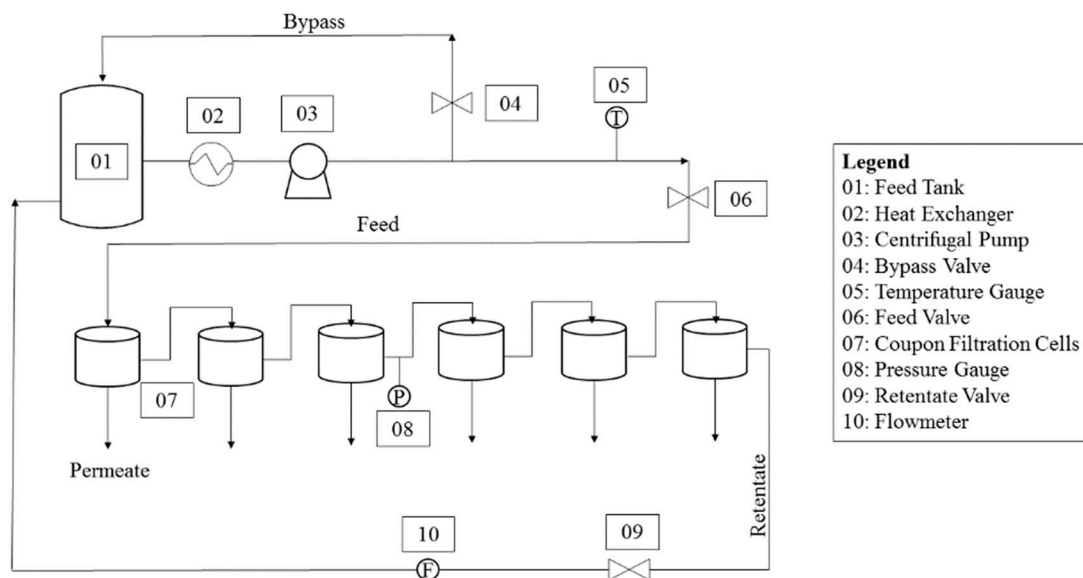 Bypass
05
02
03
04
T
01
06
Feed
07
P
08
Permeate
Retentate
10
09
F
Legend
01: Feed Tank
02: Heat Exchanger
03: Centrifugal Pump
04: Bypass Valve
05: Temperature Gauge
06: Feed Valve
07: Coupon Filtration Cells
08: Pressure Gauge
09: Retentate Valve
10: Flowmeter